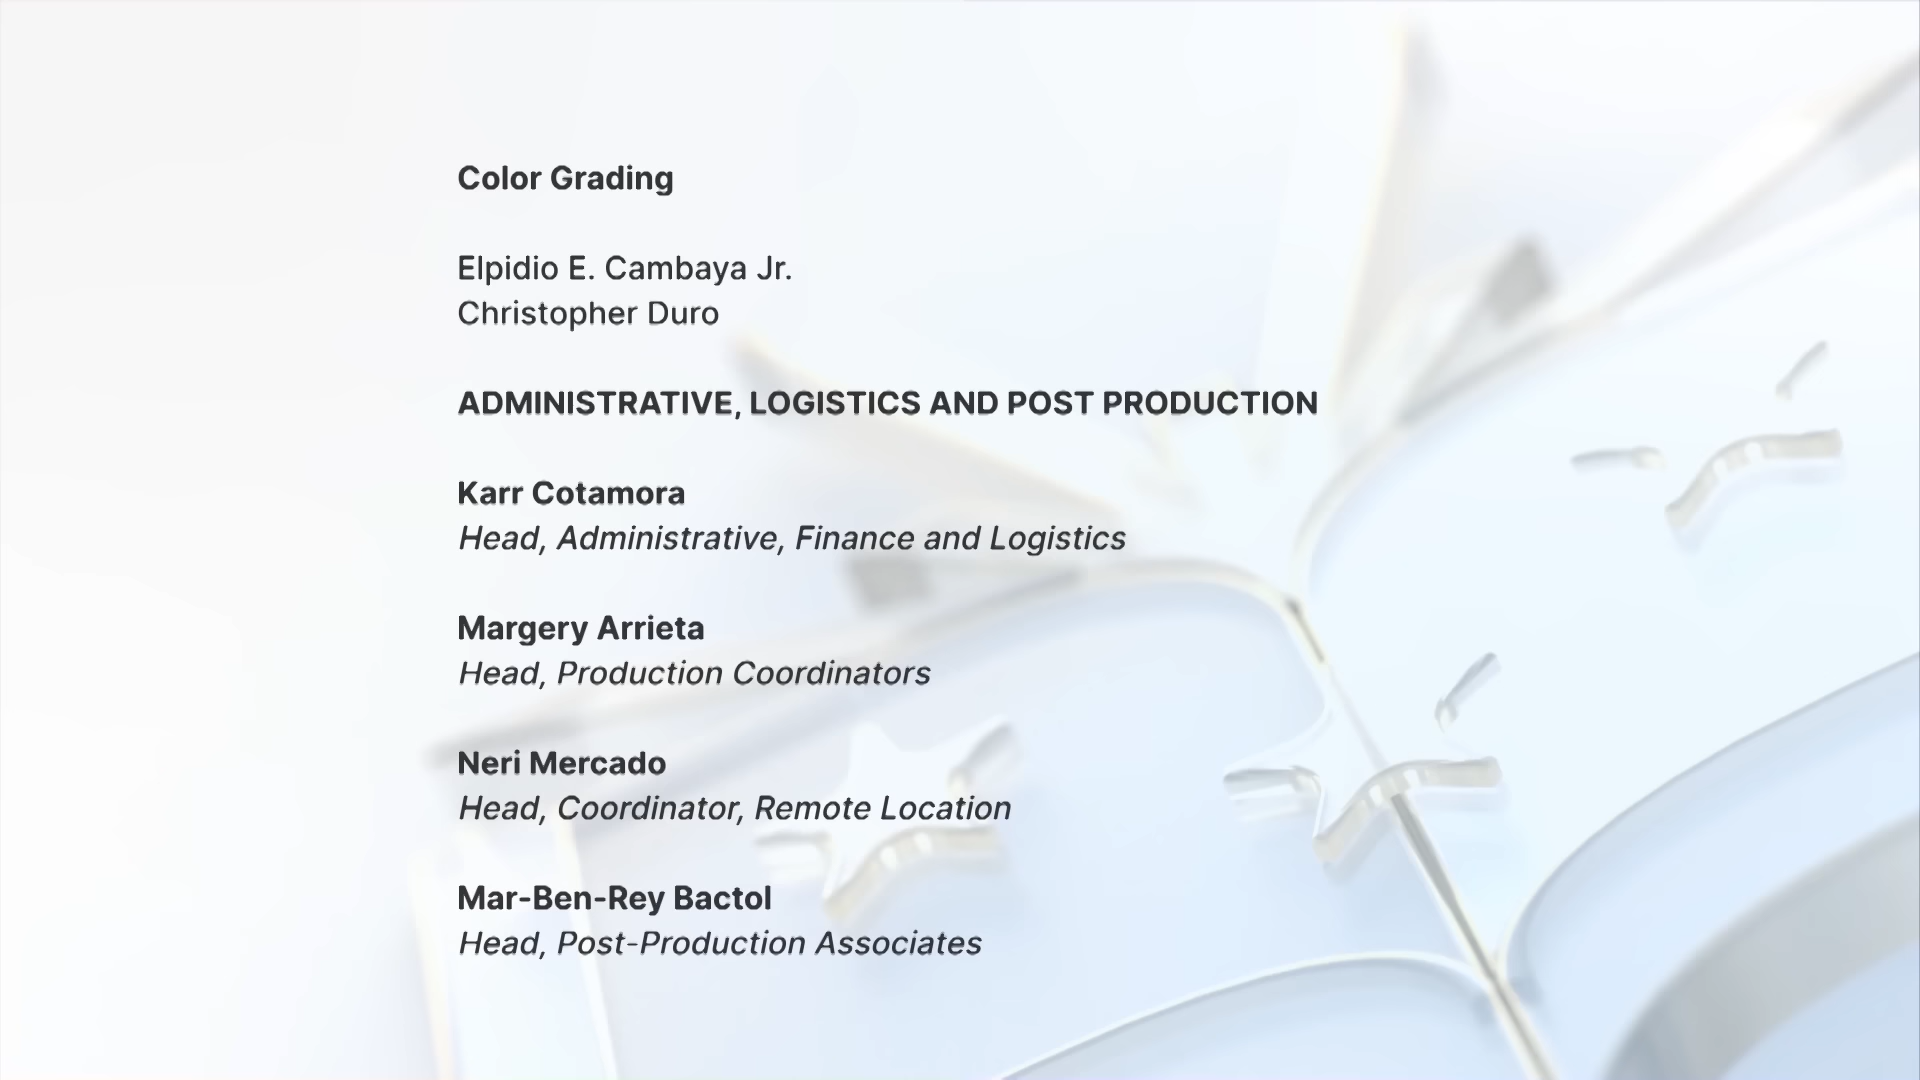 Color Grading
Elpidio E. Cambaya Jr.
Christopher Duro
ADMINISTRATIVE, LOGISTICS AND POST PRODUCTION
Karr Cotamora
Head, Administrative, Finance and Logistics
Margery Arrieta
Head, Production Coordinators
Neri Mercado
Head, Coordinator, Remote Location
Mar-Ben-Rey Bactol
Head, Post-Production Associates